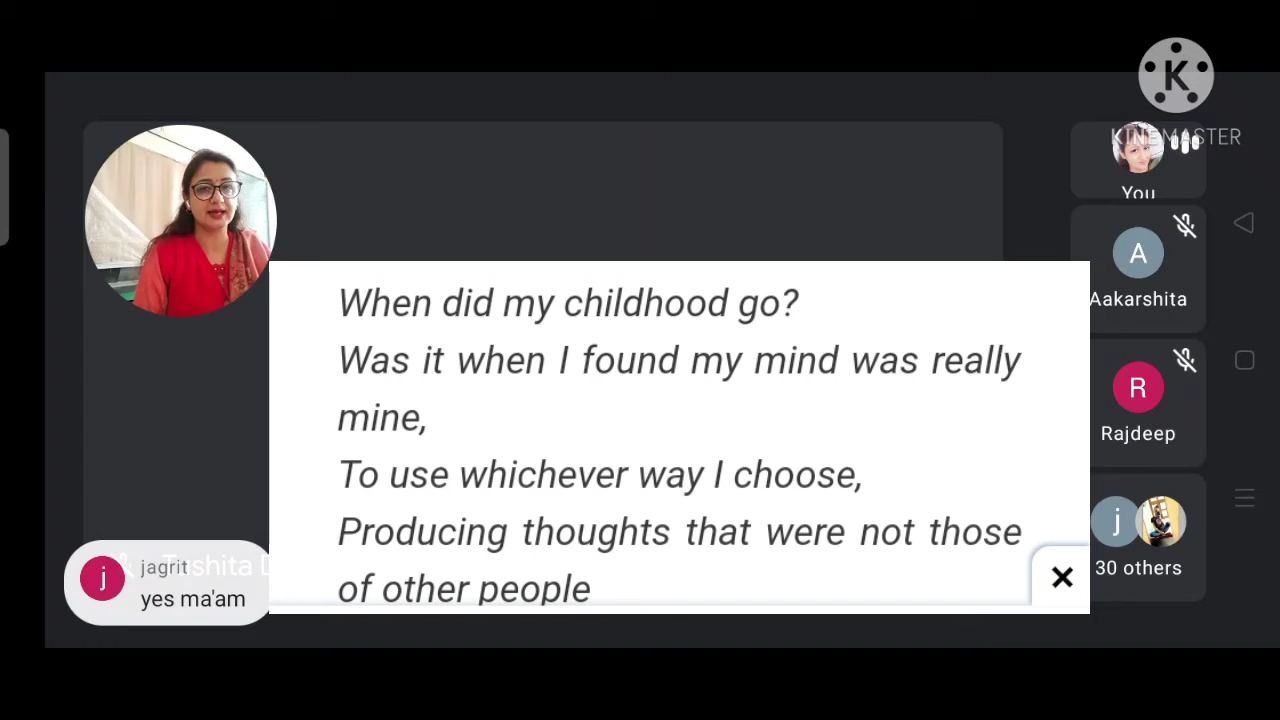 KINEMASTER
You
Aakarshita
A
Rajdeep
R
j
30 others
When did my childhood go?
Was it when I found my mind was really
mine,
To use whichever way I choose,
Producing thoughts that were not those
of other people
Tushita D
j
jagrit
yes ma'am
K